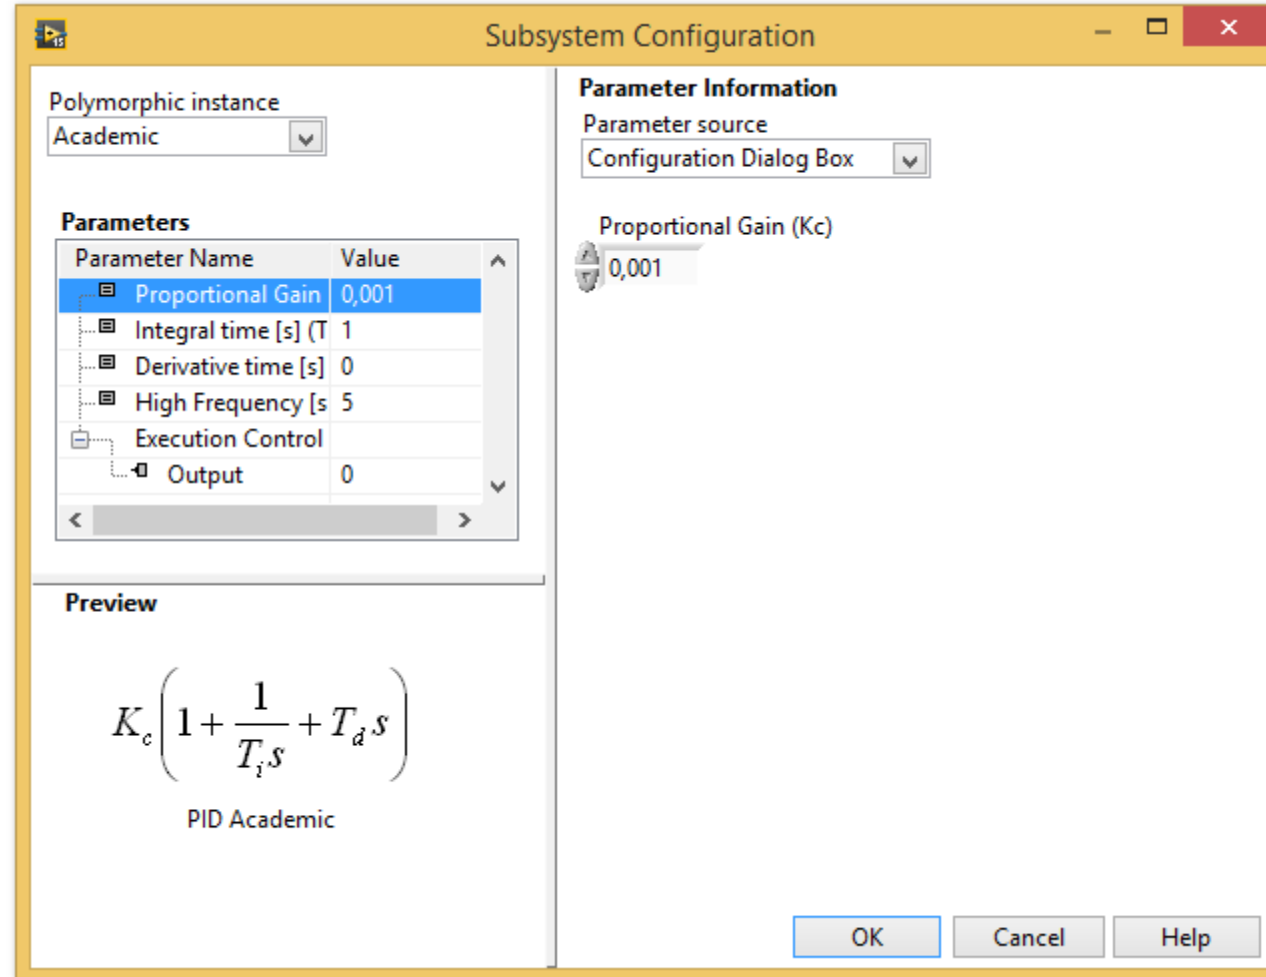 Subsystem Configuration
15
Polymorphic instance
Academic
Parameters
Parameter Name Value
Proportional Gain 0,001
Integral time [s] (T 1
Derivative time [s] 0
High Frequency [s 5
Execution Control
Output 0
Preview
K_c(1 + 1/(T_i s) + T_d s)
PID Academic
Parameter Information
Parameter source
Configuration Dialog Box
Proportional Gain (Kc)
0,001
OK Cancel Help